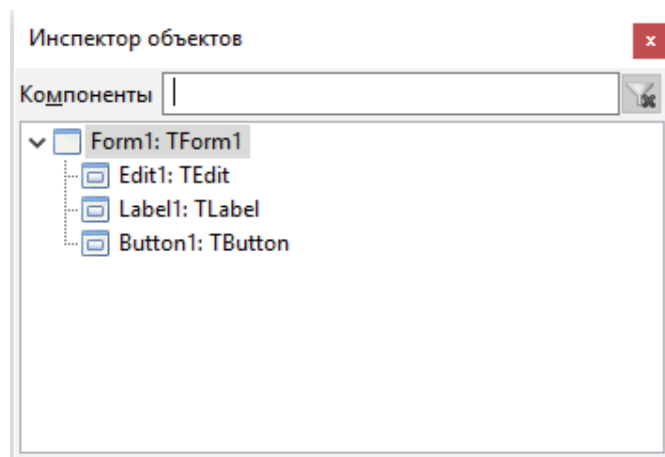 Инспектор объектов
x
Компоненты
Form1: TForm1
Edit1: TEdit
Label1: TLabel
Button1: TButton